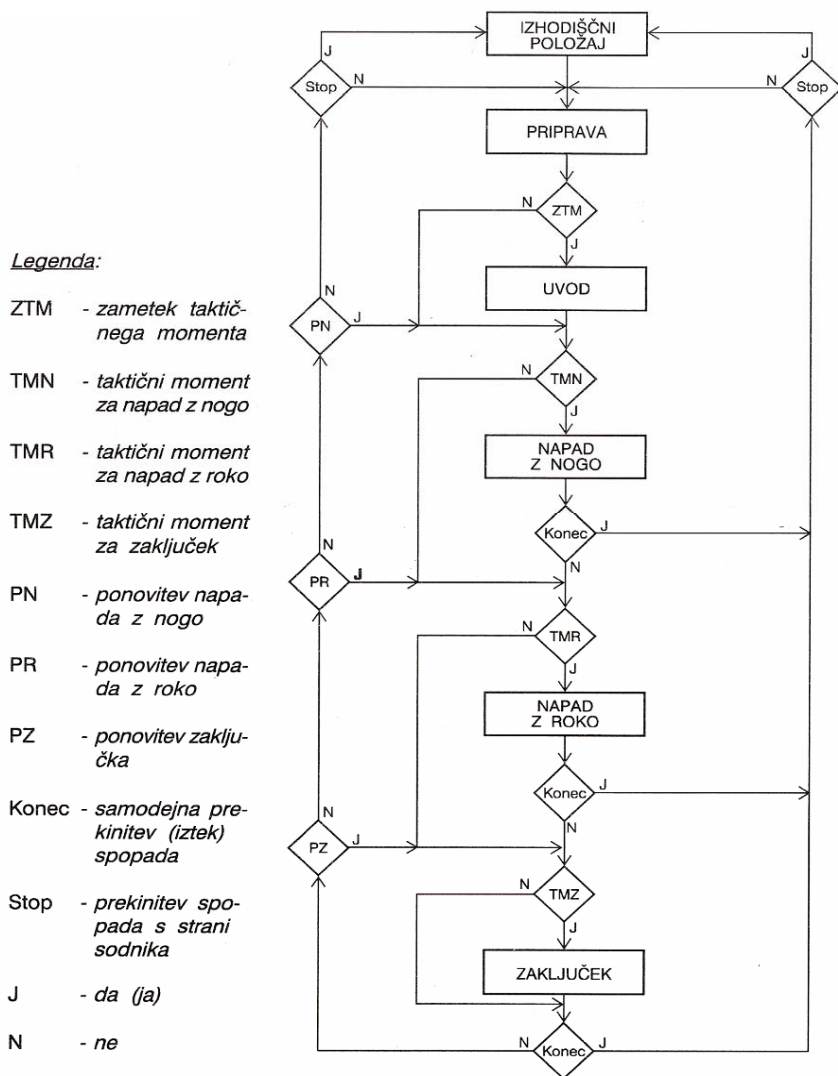 IZHODIŠČNI
POLOŽAJ
J
J
Stop
N
N
Stop
PRIPRAVA
N
ZTM
J
UVOD
N
PN
J
N
TMN
J
NAPAD
Z NOGO
Konec
J
N
N
PR
J
N
TMR
J
NAPAD
Z ROKO
Konec
J
N
N
PZ
J
N
TMZ
J
ZAKLJUČEK
N
Konec
J
Legenda:
ZTM - zametek taktič-
nega momenta
TMN - taktični moment
za napad z nogo
TMR - taktični moment
za napad z roko
TMZ - taktični moment
za zaključek
PN - ponovitev napa-
da z nogo
PR - ponovitev napa-
da z roko
PZ - ponovitev zaklju-
čka
Konec - samodejna pre-
kinitev (iztek)
spopada
Stop - prekinitev spo-
pada s strani
sodnika
J - da (ja)
N - ne